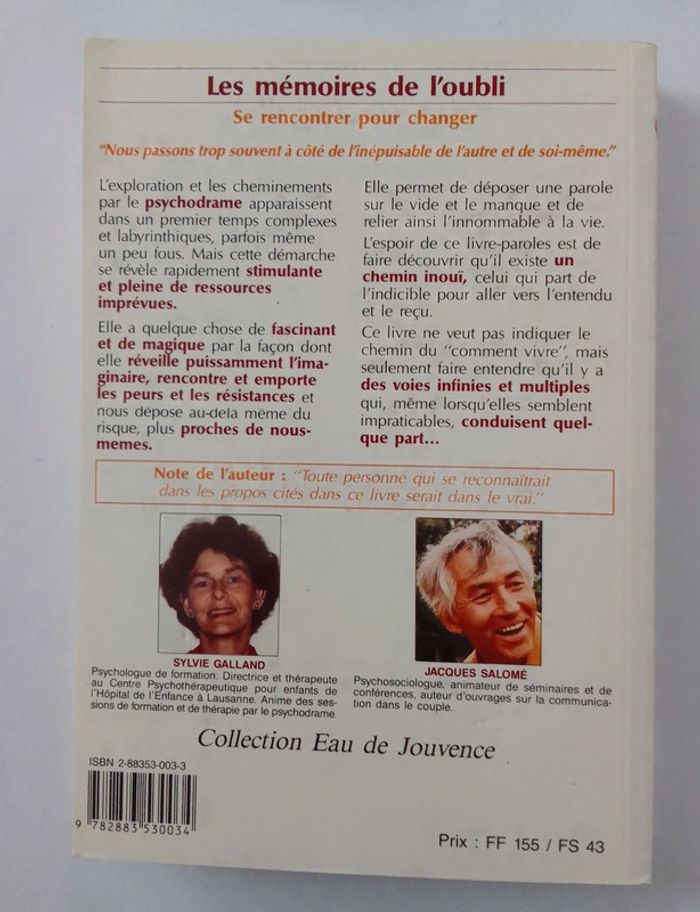 Les mémoires de l'oubli
Se rencontrer pour changer
"Nous passons trop souvent à côté de l'inépuisable de l'autre et de soi-même."
L'exploration et les cheminements
par le psychodrame apparaissent
dans un premier temps complexes
et labyrinthiques, parfois même
un peu fous. Mais cette démarche
se révèle rapidement stimulante
et pleine de ressources
imprévues.
Elle a quelque chose de fascinant
et de magique par la façon dont
elle réveille puissamment l'ima-
ginaire, rencontre et emporte
les peurs et les résistances et
nous dépose au-delà même du
risque, plus proches de nous-
memes.
Elle permet de déposer une parole
sur le vide et le manque et de
relier ainsi l'innommable à la vie.
L'espoir de ce livre-paroles est de
faire découvrir qu'il existe un
chemin inouï, celui qui part de
l'indicible pour aller vers l'entendu
et le reçu.
Ce livre ne veut pas indiquer le
chemin du "comment vivre", mais
seulement faire entendre qu'il y a
des voies infinies et multiples
qui, même lorsqu'elles semblent
impraticables, conduisent quel-
que part...
Note de l'auteur : "Toute personne qui se reconnaîtrait
dans les propos cités dans ce livre serait dans le vrai."
SYLVIE GALLAND
Psychologue de formation. Directrice et thérapeute
au Centre Psychothérapeutique pour enfants de
l'Hôpital de l'Enfance à Lausanne. Anime des ses-
sions de formation et de thérapie par le psychodrame.
JACQUES SALOMÉ
Psychosociologue, animateur de séminaires et de
conférences, auteur d'ouvrages sur la communica-
tion dans le couple.
Collection Eau de Jouvence
ISBN 2-88353-003-3
9 782883 530034
Prix : FF 155 / FS 43